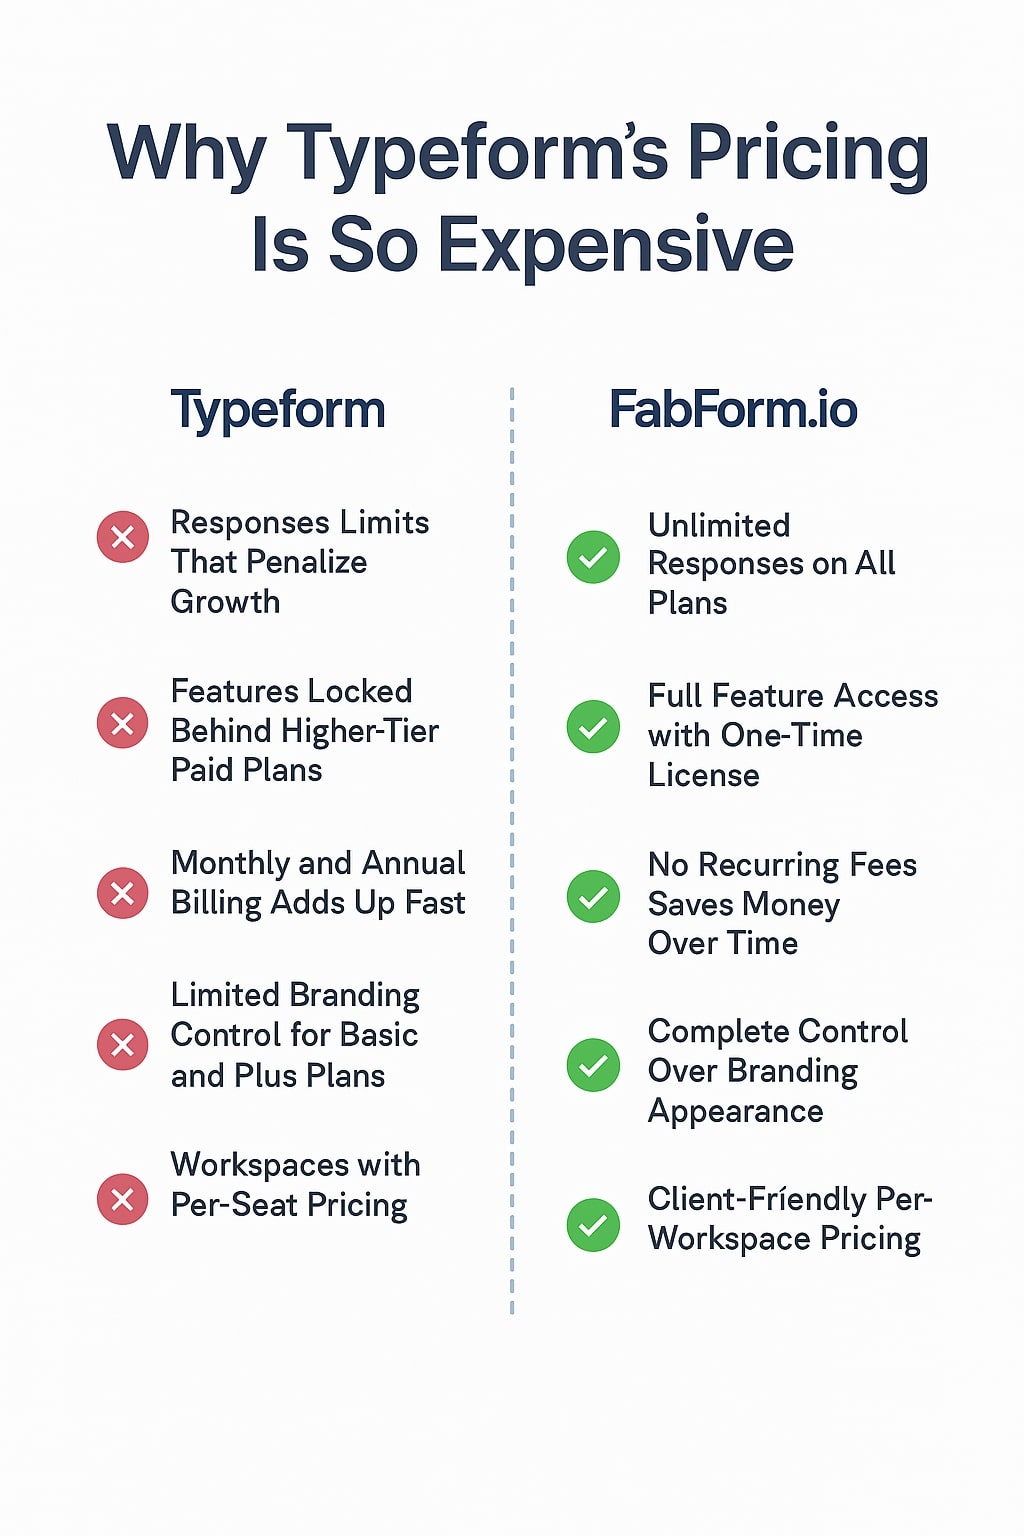 Why Typeform’s Pricing
Is So Expensive
Typeform
Responses Limits
That Penalize
Growth
Features Locked
Behind Higher-Tier
Paid Plans
Monthly and Annual
Billing Adds Up Fast
Limited Branding
Control for Basic
and Plus Plans
Workspaces with
Per-Seat Pricing
FabForm.io
Unlimited
Responses on All
Plans
Full Feature Access
with One-Time
License
No Recurring Fees
Saves Money
Over Time
Complete Control
Over Branding
Appearance
Client-Fríendly Per-
Workspace Pricing